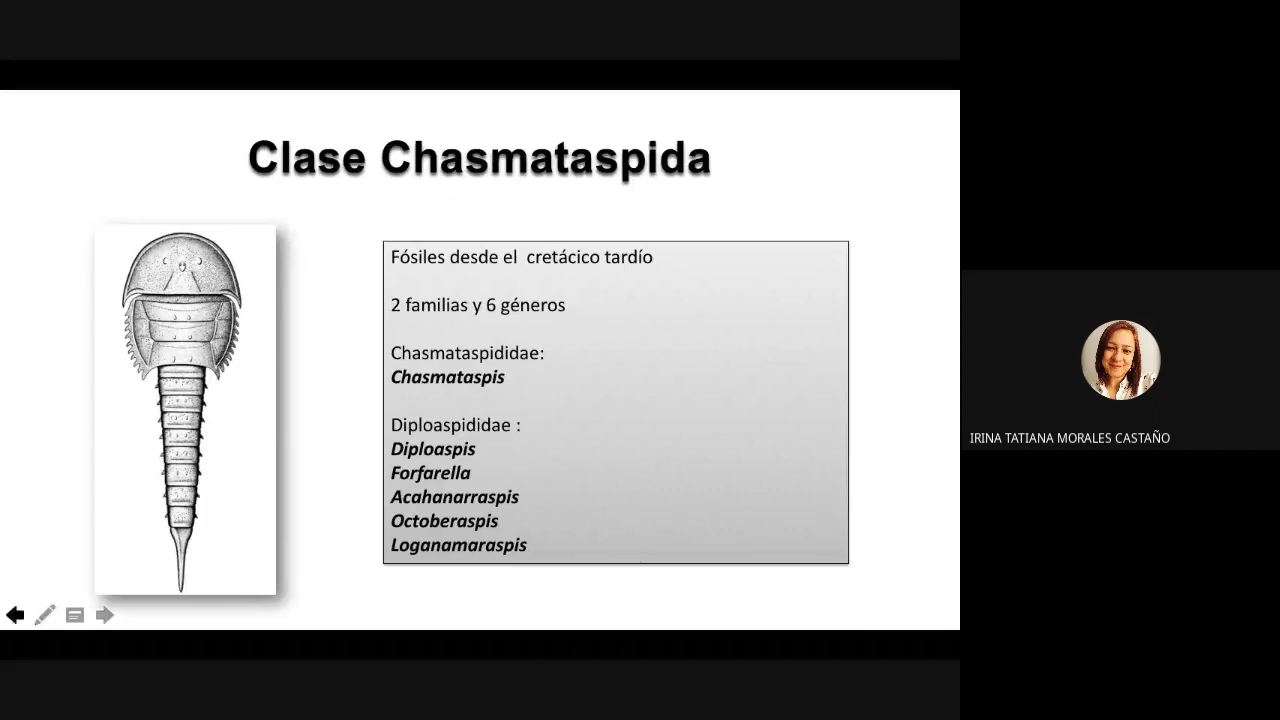 Clase Chasmataspida
Fósiles desde el cretácico tardío
2 familias y 6 géneros
Chasmataspididae:
Chasmataspis
Diploaspididae :
Diploaspis
Forfarella
Acahanarraspis
Octoberaspis
Loganamaraspis
IRINA TATIANA MORALES CASTAÑO